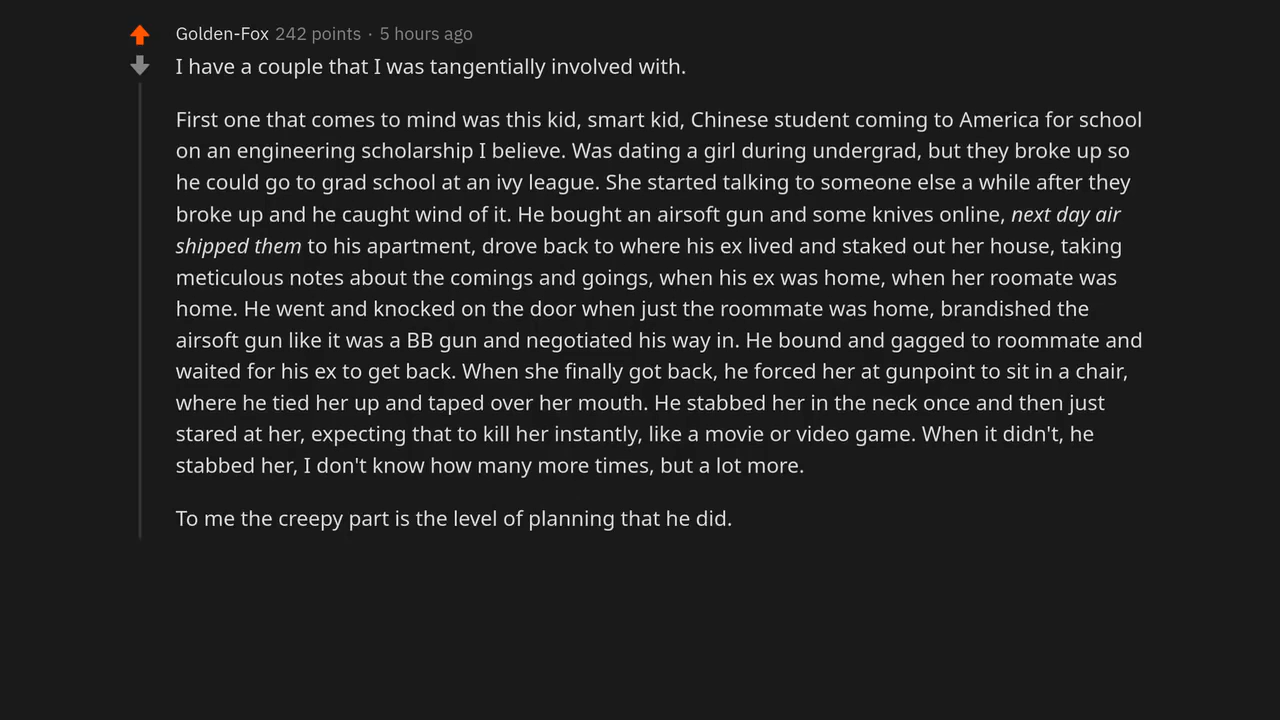 Golden-Fox 242 points · 5 hours ago
I have a couple that I was tangentially involved with.
First one that comes to mind was this kid, smart kid, Chinese student coming to America for school
on an engineering scholarship I believe. Was dating a girl during undergrad, but they broke up so
he could go to grad school at an ivy league. She started talking to someone else a while after they
broke up and he caught wind of it. He bought an airsoft gun and some knives online, next day air
shipped them to his apartment, drove back to where his ex lived and staked out her house, taking
meticulous notes about the comings and goings, when his ex was home, when her roomate was
home. He went and knocked on the door when just the roommate was home, brandished the
airsoft gun like it was a BB gun and negotiated his way in. He bound and gagged to roommate and
waited for his ex to get back. When she finally got back, he forced her at gunpoint to sit in a chair,
where he tied her up and taped over her mouth. He stabbed her in the neck once and then just
stared at her, expecting that to kill her instantly, like a movie or video game. When it didn't, he
stabbed her, I don't know how many more times, but a lot more.
To me the creepy part is the level of planning that he did.